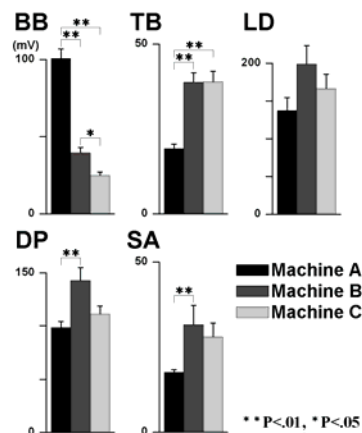 BB TB LD
(mV)
** ** ** ** *
100
0
50
0
200
0
DP SA
** **
150
0
50
0
Machine A
Machine B
Machine C
**P<.01, *P<.05